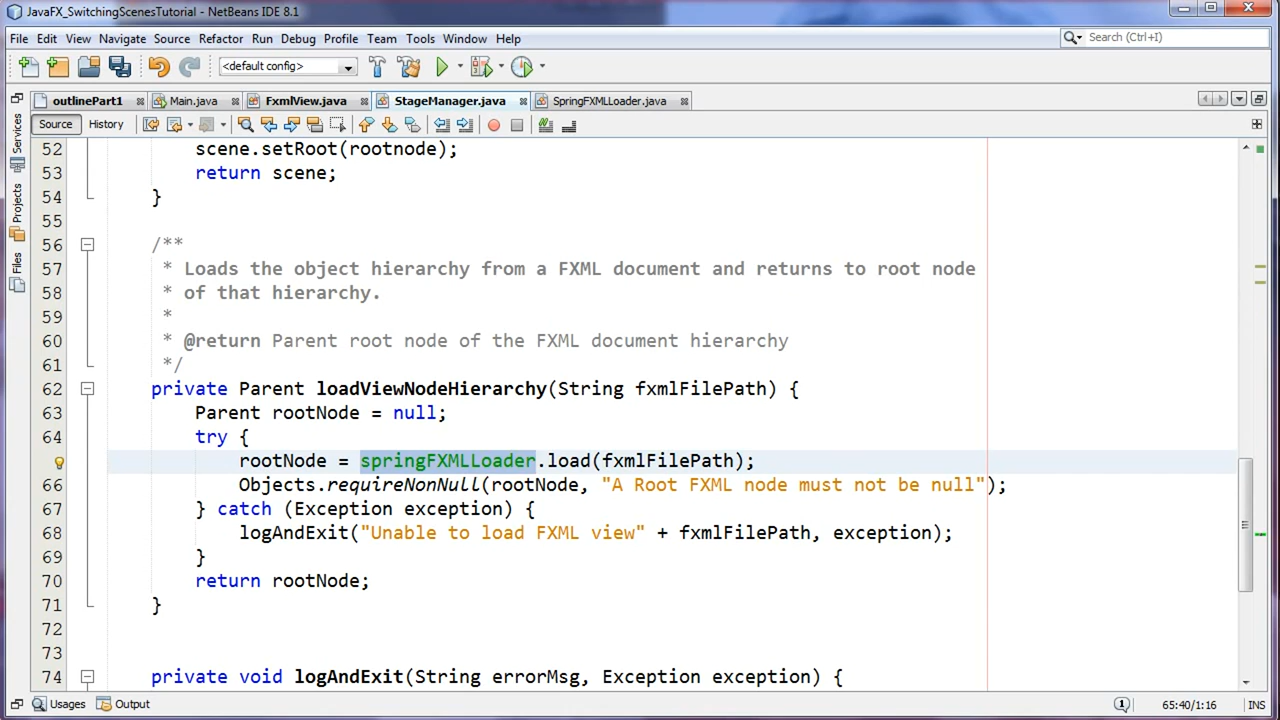 JavaFX_SwitchingScenesTutorial - NetBeans IDE 8.1
File Edit View Navigate Source Refactor Run Debug Profile Team Tools Window Help
Search (Ctrl+I)
<default config>
outlinePart1 Main.java FxmlView.java StageManager.java SpringFXMLLoader.java
Source History
Services
Projects
Files
52 scene.setRoot(rootnode);
53 return scene;
54 }
55
56 /**
57 * Loads the object hierarchy from a FXML document and returns to root node
58 * of that hierarchy.
59 *
60 * @return Parent root node of the FXML document hierarchy
61 */
62 private Parent loadViewNodeHierarchy(String fxmlFilePath) {
63 Parent rootNode = null;
64 try {
rootNode = springFXMLLoader.load(fxmlFilePath);
66 Objects.requireNonNull(rootNode, "A Root FXML node must not be null");
67 } catch (Exception exception) {
68 logAndExit("Unable to load FXML view" + fxmlFilePath, exception);
69 }
70 return rootNode;
71 }
72
73
74 private void logAndExit(String errorMsg, Exception exception) {
Usages Output 1 65:40/1:16 INS